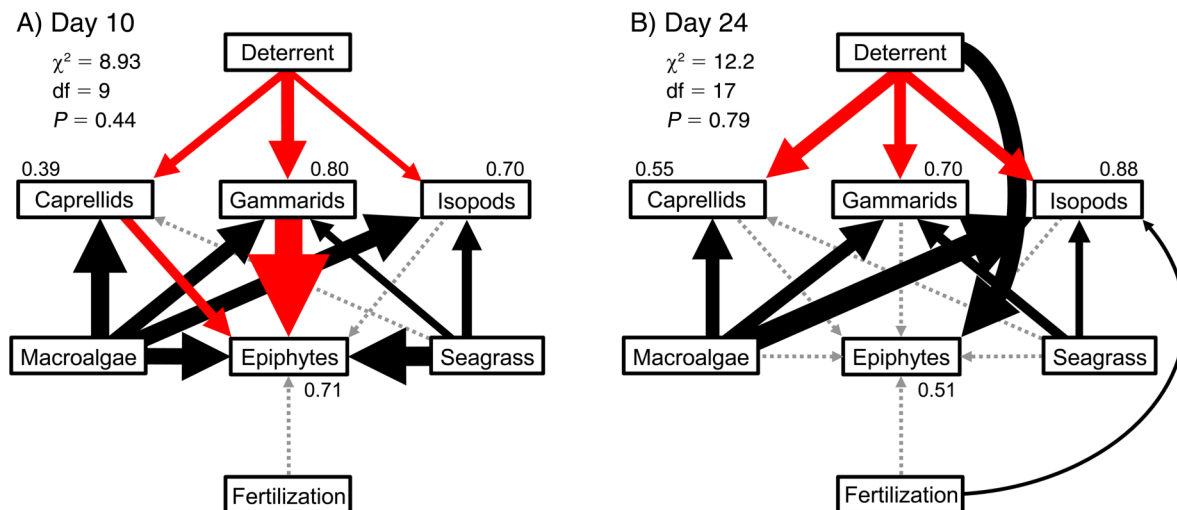 A) Day 10
χ² = 8.93
df = 9
P = 0.44
Deterrent
0.39
0.80
0.70
Caprellids
Gammarids
Isopods
Macroalgae
Epiphytes
Seagrass
0.71
Fertilization
B) Day 24
χ² = 12.2
df = 17
P = 0.79
Deterrent
0.55
0.70
0.88
Caprellids
Gammarids
Isopods
Macroalgae
Epiphytes
Seagrass
0.51
Fertilization